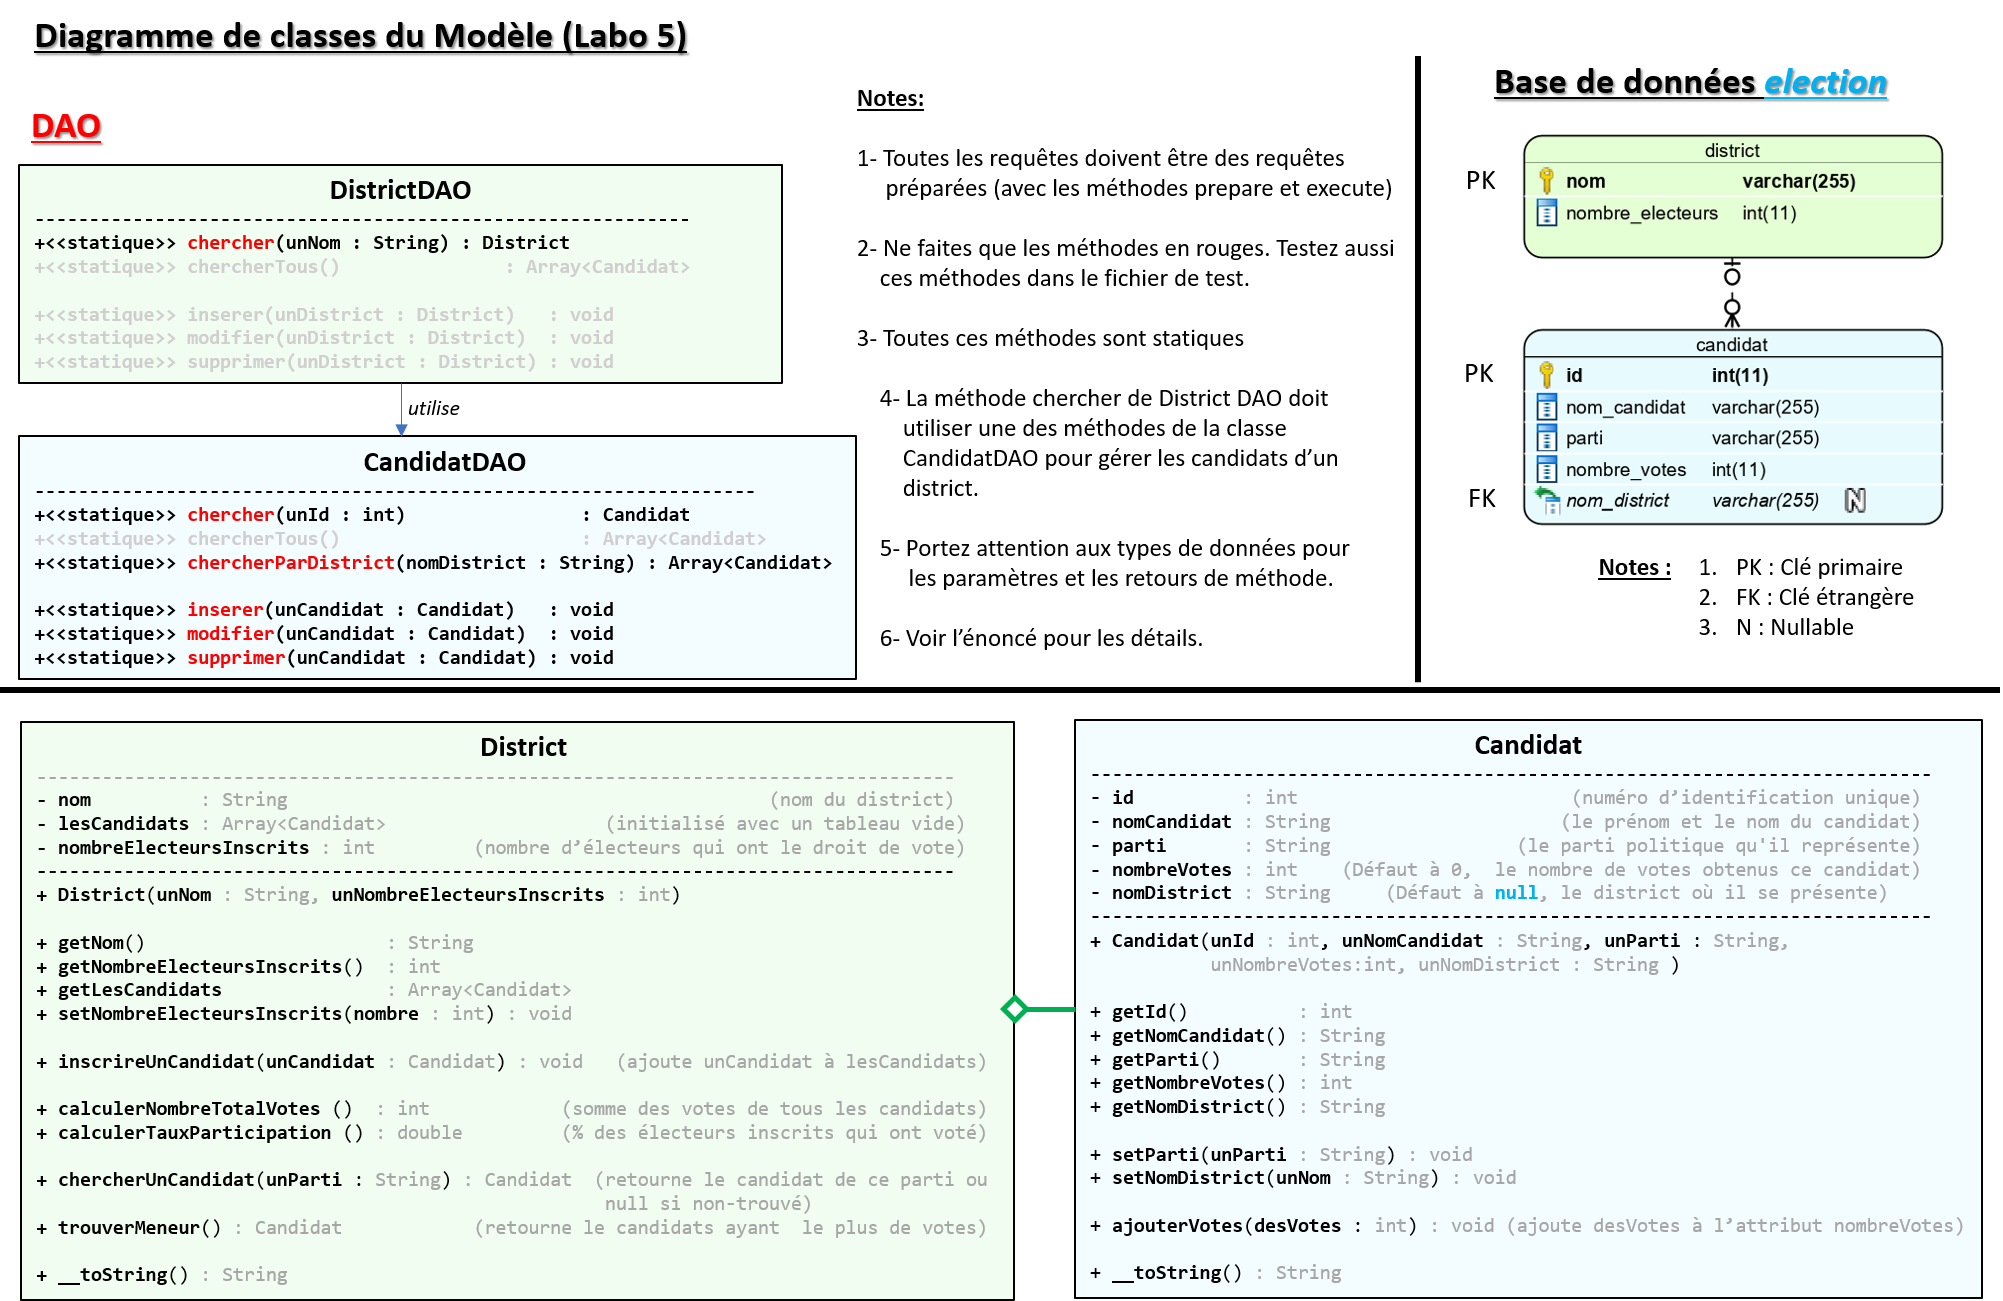 Diagramme de classes du Modèle (Labo 5)
DAO
DistrictDAO
------------------------------------------------------------
+<<statique>> chercher(unNom : String) : District
+<<statique>> chercherTous() : Array<Candidat>
+<<statique>> inserer(unDistrict : District) : void
+<<statique>> modifier(unDistrict : District) : void
+<<statique>> supprimer(unDistrict : District) : void
utilise
CandidatDAO
------------------------------------------------------------------
+<<statique>> chercher(unId : int) : Candidat
+<<statique>> chercherTous() : Array<Candidat>
+<<statique>> chercherParDistrict(nomDistrict : String) : Array<Candidat>
+<<statique>> inserer(unCandidat : Candidat) : void
+<<statique>> modifier(unCandidat : Candidat) : void
+<<statique>> supprimer(unCandidat : Candidat) : void
Notes:
1- Toutes les requêtes doivent être des requêtes
préparées (avec les méthodes prepare et execute)
2- Ne faites que les méthodes en rouges. Testez aussi
ces méthodes dans le fichier de test.
3- Toutes ces méthodes sont statiques
4- La méthode chercher de District DAO doit
utiliser une des méthodes de la classe
CandidatDAO pour gérer les candidats d’un
district.
5- Portez attention aux types de données pour
les paramètres et les retours de méthode.
6- Voir l’énoncé pour les détails.
Base de données election
district
PK nom varchar(255)
nombre_electeurs int(11)
candidat
PK id int(11)
nom_candidat varchar(255)
parti varchar(255)
nombre_votes int(11)
FK nom_district varchar(255) N
Notes : 1. PK : Clé primaire
2. FK : Clé étrangère
3. N : Nullable
District
------------------------------------------------------------------------------------
- nom : String (nom du district)
- lesCandidats : Array<Candidat> (initialisé avec un tableau vide)
- nombreElecteursInscrits : int (nombre d’électeurs qui ont le droit de vote)
------------------------------------------------------------------------------------
+ District(unNom : String, unNombreElecteursInscrits : int)
+ getNom() : String
+ getNombreElecteursInscrits() : int
+ getLesCandidats : Array<Candidat>
+ setNombreElecteursInscrits(nombre : int) : void
+ inscrireUnCandidat(unCandidat : Candidat) : void (ajoute unCandidat à lesCandidats)
+ calculerNombreTotalVotes () : int (somme des votes de tous les candidats)
+ calculerTauxParticipation () : double (% des électeurs inscrits qui ont voté)
+ chercherUnCandidat(unParti : String) : Candidat (retourne le candidat de ce parti ou
null si non-trouvé)
+ trouverMeneur() : Candidat (retourne le candidats ayant le plus de votes)
+ __toString() : String
Candidat
-----------------------------------------------------------------------------
- id : int (numéro d’identification unique)
- nomCandidat : String (le prénom et le nom du candidat)
- parti : String (le parti politique qu'il représente)
- nombreVotes : int (Défaut à 0, le nombre de votes obtenus ce candidat)
- nomDistrict : String (Défaut à null, le district où il se présente)
-----------------------------------------------------------------------------
+ Candidat(unId : int, unNomCandidat : String, unParti : String,
unNombreVotes:int, unNomDistrict : String )
+ getId() : int
+ getNomCandidat() : String
+ getParti() : String
+ getNombreVotes() : int
+ getNomDistrict() : String
+ setParti(unParti : String) : void
+ setNomDistrict(unNom : String) : void
+ ajouterVotes(desVotes : int) : void (ajoute desVotes à l’attribut nombreVotes)
+ __toString() : String